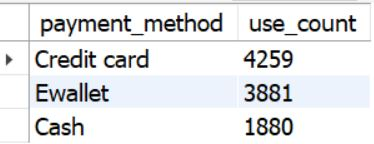 payment_method use_count
Credit card 4259
Ewallet 3881
Cash 1880